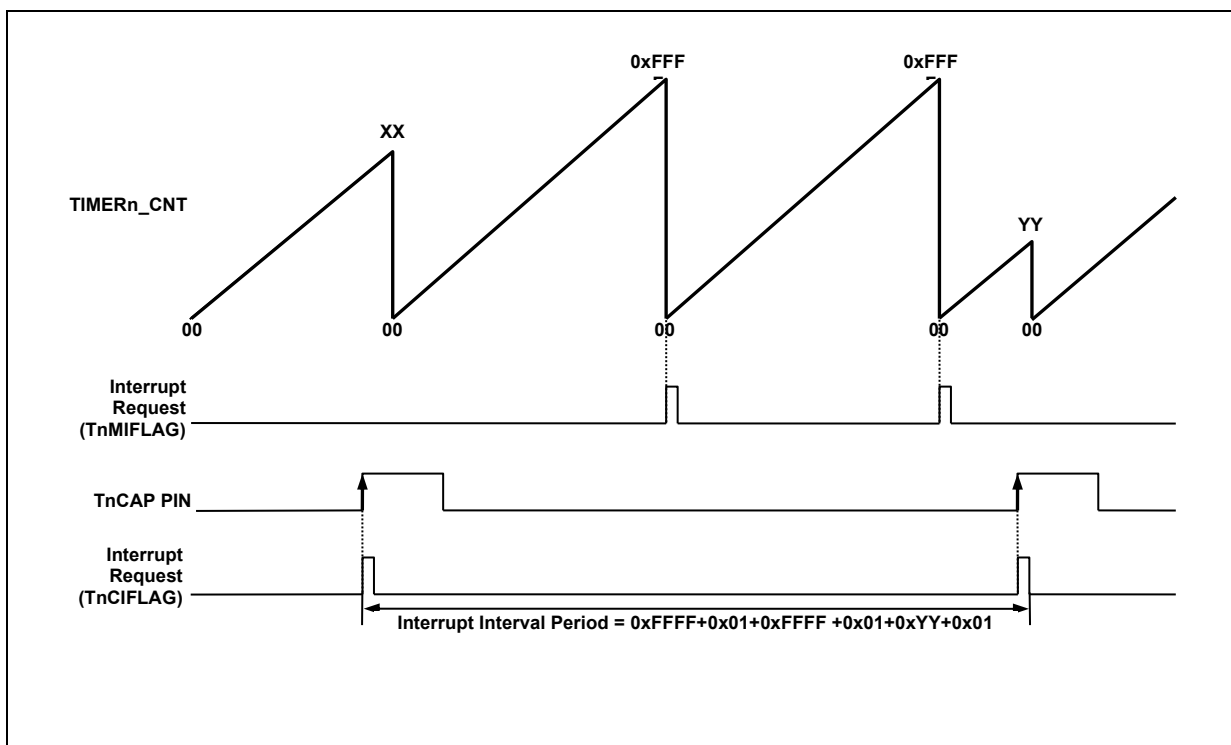 0xFFF
0xFFF
XX
TIMERn_CNT
YY
00
00
00
00
00
Interrupt
Request
(TnMIFLAG)
TnCAP PIN
Interrupt
Request
(TnCIFLAG)
Interrupt Interval Period = 0xFFFF+0x01+0xFFFF +0x01+0xYY+0x01